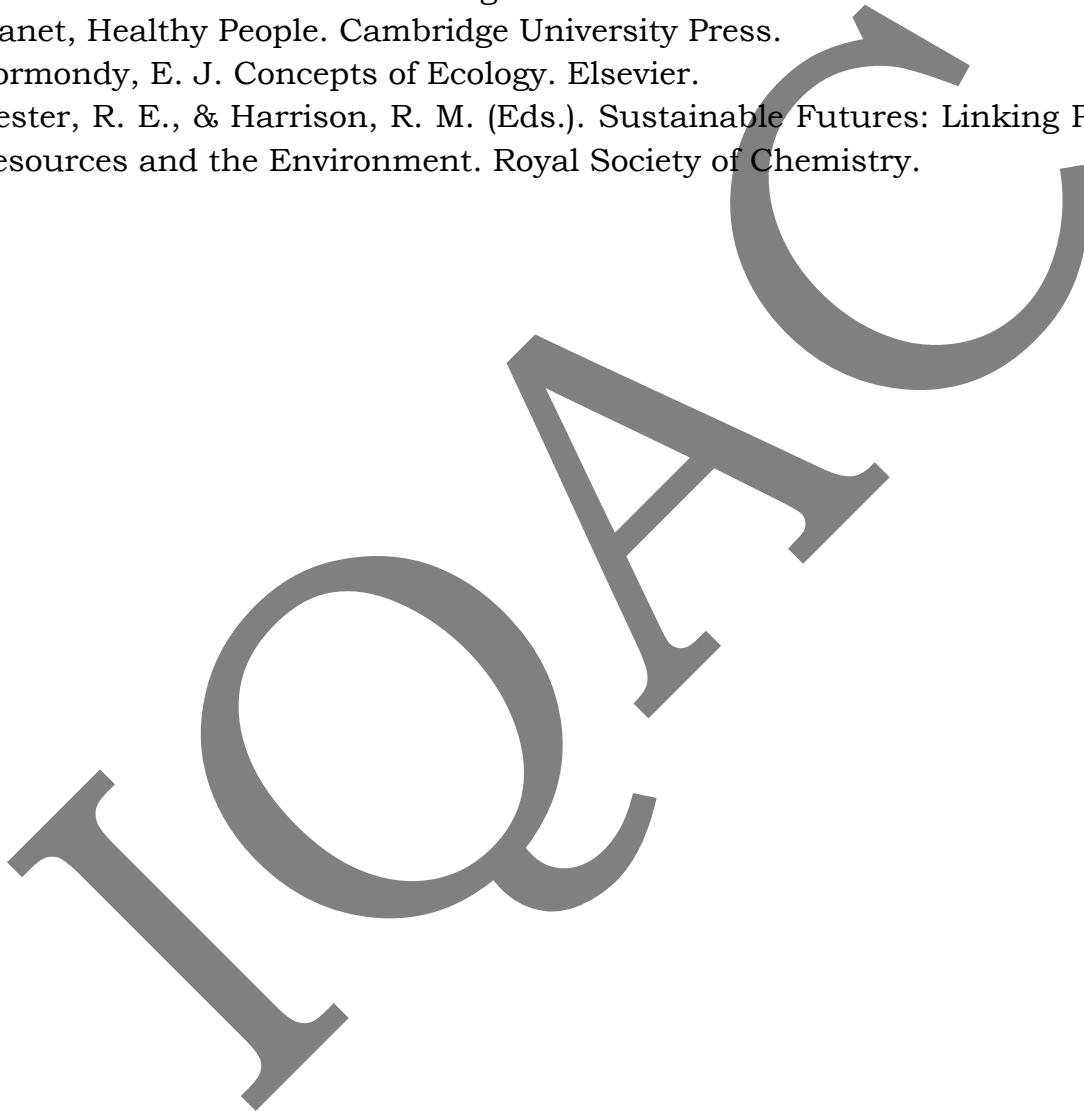 anet, Healthy People. Cambridge University Press.
ormondy, E. J. Concepts of Ecology. Elsevier.
ester, R. E., & Harrison, R. M. (Eds.). Sustainable Futures: Linking
esources and the Environment. Royal Society of Chemistry.
IQAC